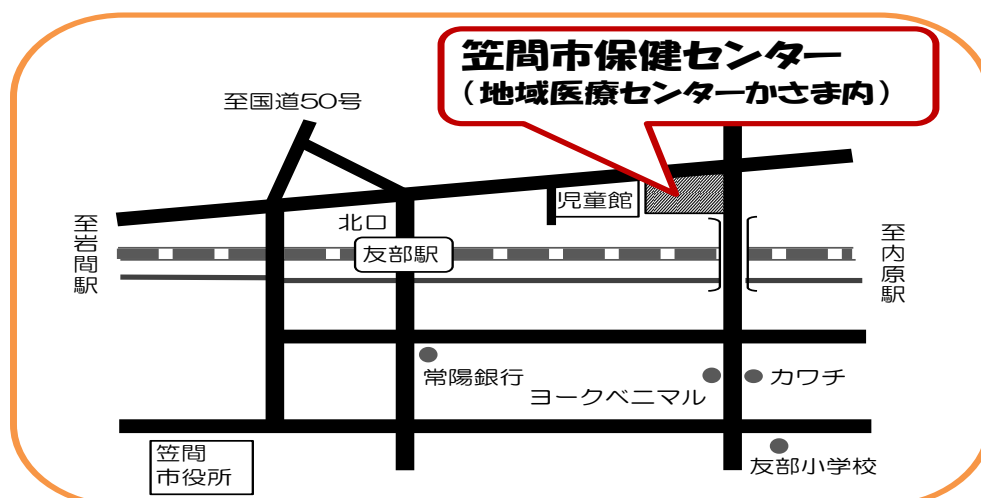 笠間市保健センター
（地域医療センターかさま内）
至国道50号
児童館
北口
友部駅
至岩間駅
至内原駅
常陽銀行
ヨークベニマル
カワチ
笠間
市役所
友部小学校